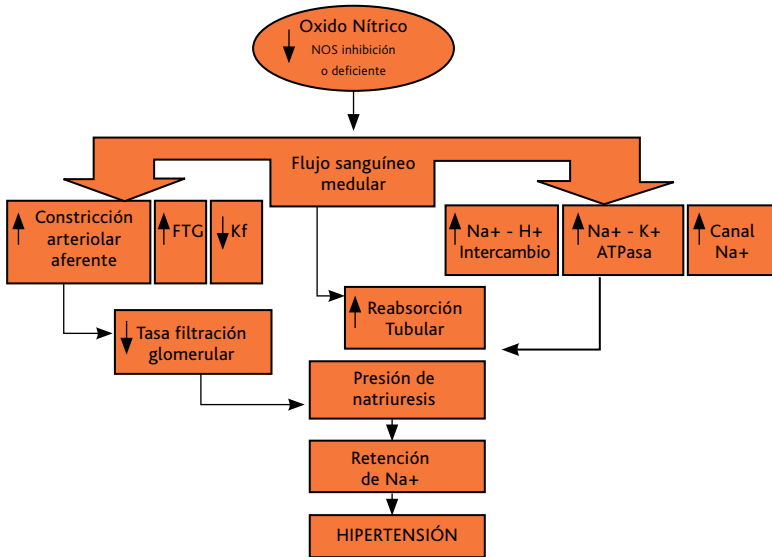 Oxido Nítrico
NOS inhibición
o deficiente
Flujo sanguíneo
medular
Constricción
arteriolar
aferente
FTG
Kf
Na+ - H+
Intercambio
Na+ - K+
ATPasa
Canal
Na+
Tasa filtración
glomerular
Reabsorción
Tubular
Presión de
natriuresis
Retención
de Na+
HIPERTENSIÓN